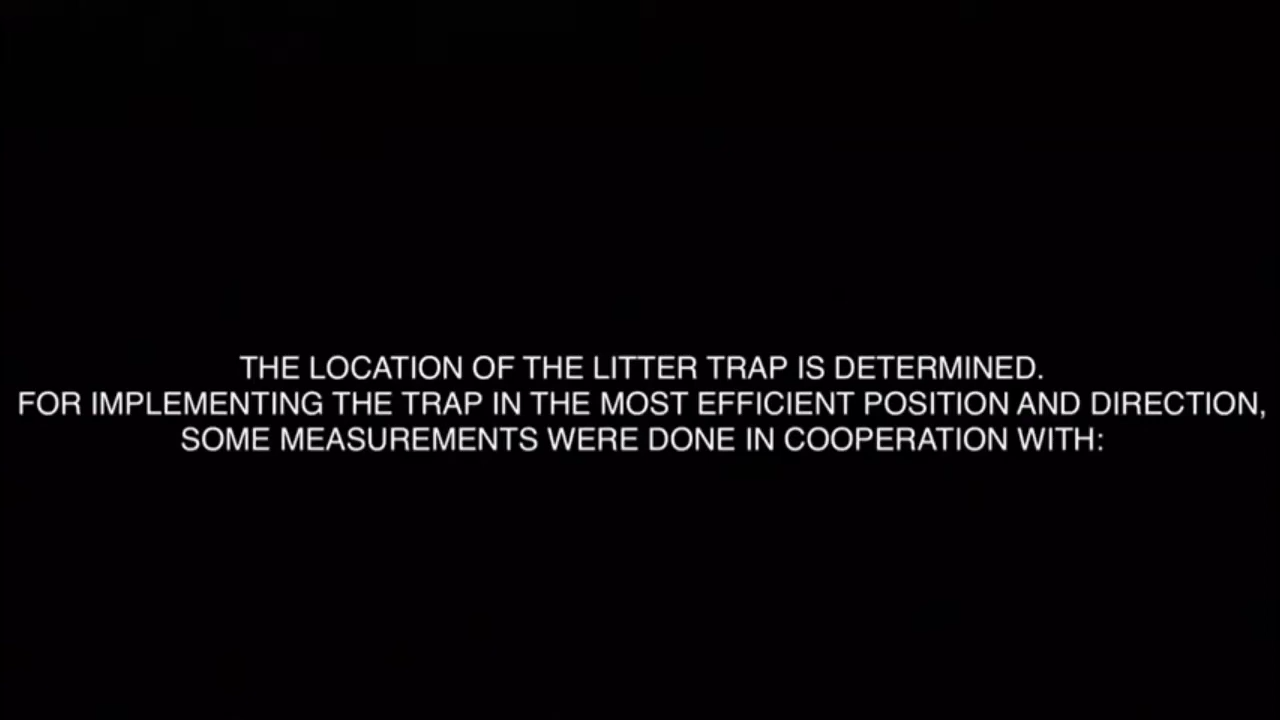 THE LOCATION OF THE LITTER TRAP IS DETERMINED.
FOR IMPLEMENTING THE TRAP IN THE MOST EFFICIENT POSITION AND DIRECTION,
SOME MEASUREMENTS WERE DONE IN COOPERATION WITH: